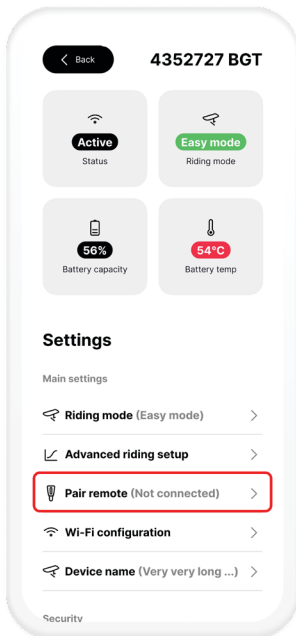 Back
4352727 BGT
Active
Status
Easy mode
Riding mode
56%
Battery capacity
54°C
Battery temp
Settings
Main settings
Riding mode (Easy mode)
Advanced riding setup
Pair remote (Not connected)
Wi-Fi configuration
Device name (Very very long ...)
Security